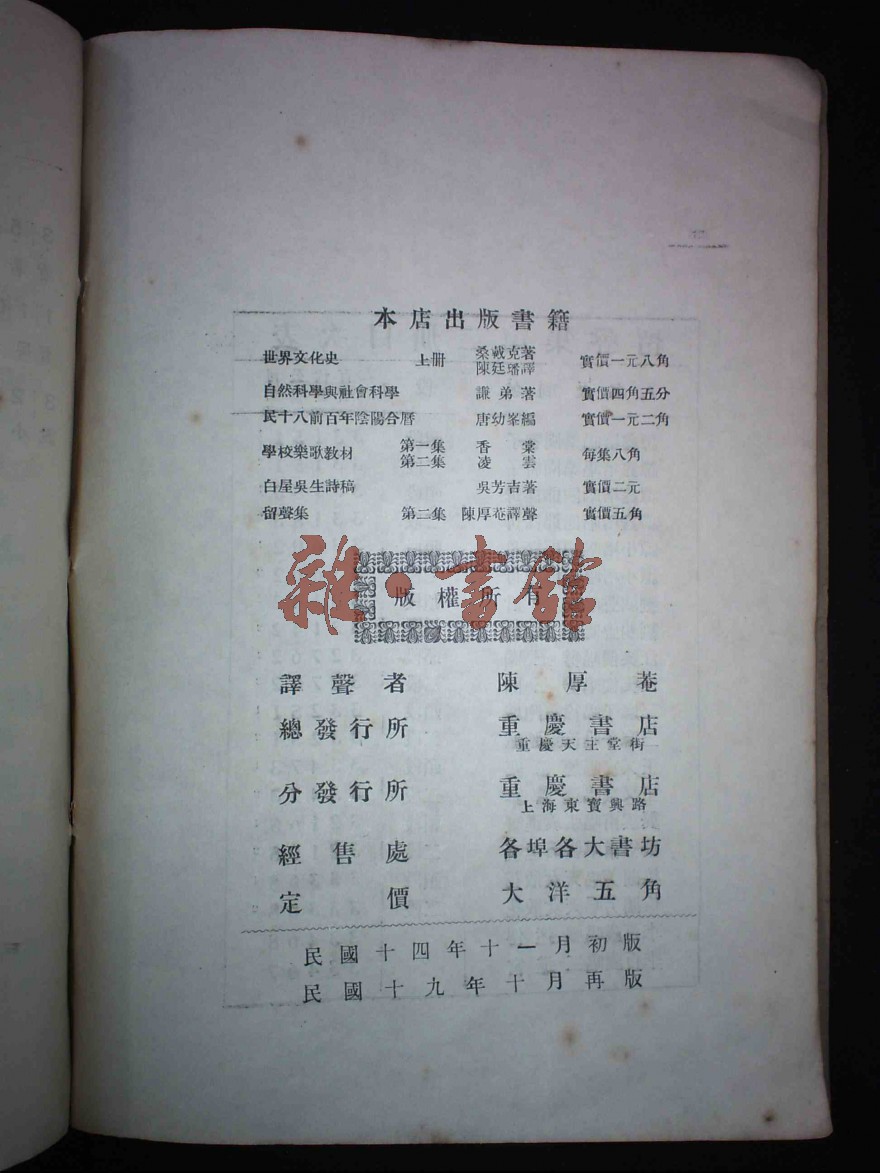 本店出版書籍
世界文化史 上册 桑戴克著 陳廷璠譯 實價一元八角
自然科學與社會科學 謙弟著 實價四角五分
民十八前百年陰陽合曆 唐幼峯編 實價一元二角
學校樂歌教材 第一集 第二集 香棠 凌雲 每集八角
白屋吳生詩稿 吳芳吉著 實價二元
留聲集 第二集 陳厚菴譯聲 實價五角
雜·書館
版權所有
譯聲者 陳厚菴
總發行所 重慶書店
重慶天主堂街
分發行所 重慶書店
上海東寶興路
經售處 各埠各大書坊
定價 大洋五角
民國十四年十一月初版
民國十九年十月再版